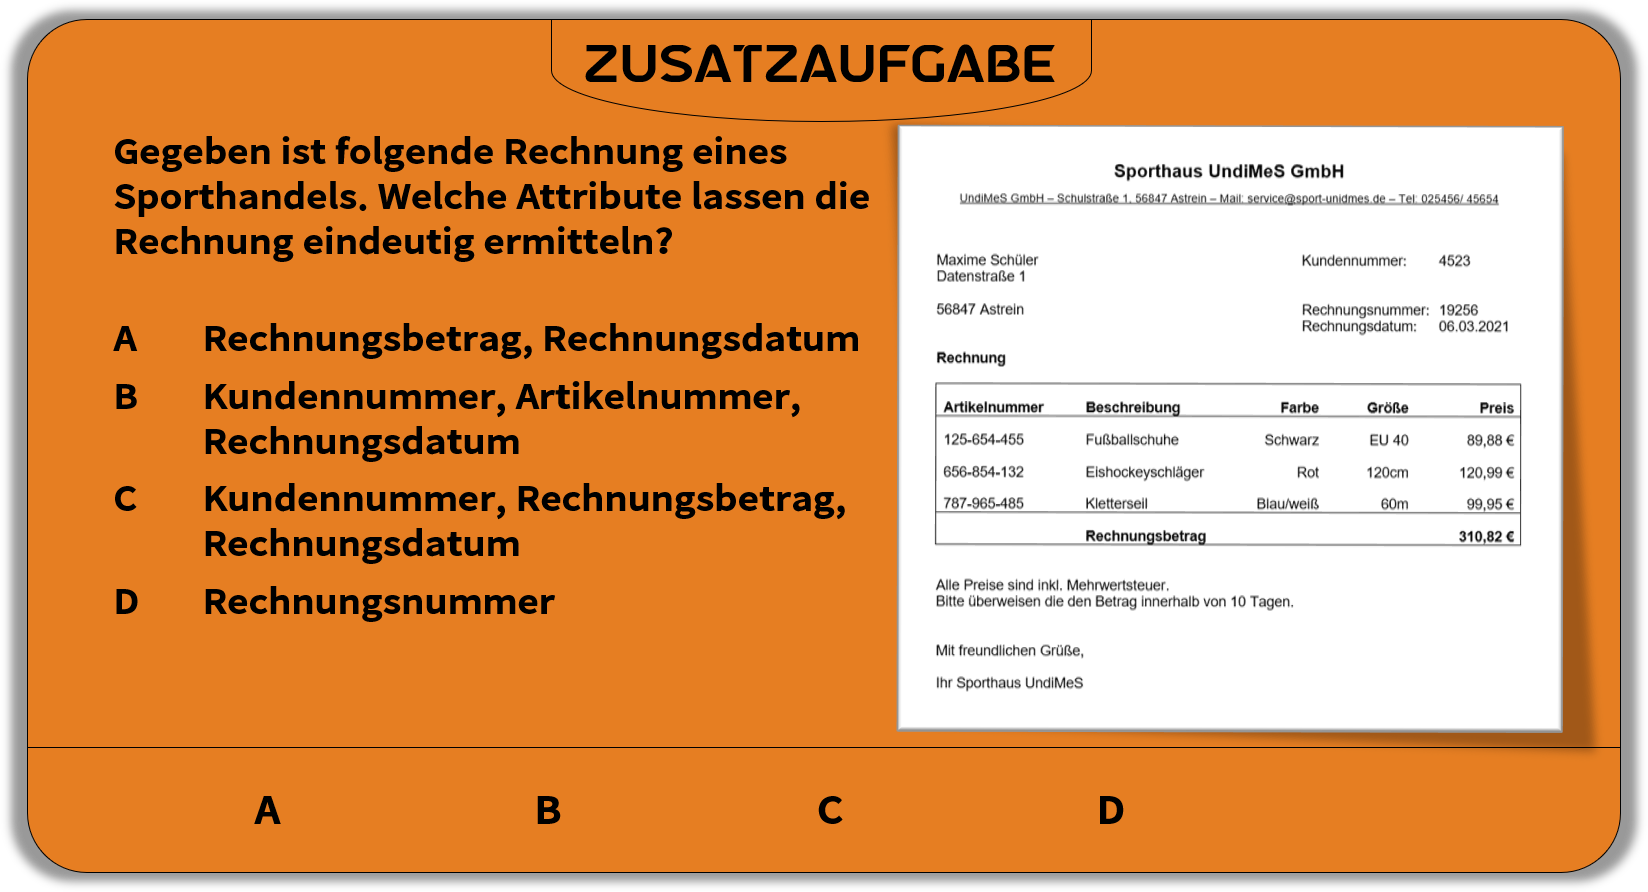 ZUSATZAUFGABE
Gegeben ist folgende Rechnung eines
Sporthandels. Welche Attribute lassen die
Rechnung eindeutig ermitteln?
A Rechnungsbetrag, Rechnungsdatum
B Kundennummer, Artikelnummer,
Rechnungsdatum
C Kundennummer, Rechnungsbetrag,
Rechnungsdatum
D Rechnungsnummer
Sporthaus UndiMeS GmbH
UndiMeS GmbH – Schulstraße 1, 56847 Astrein – Mail: service@sport-unidmes.de – Tel: 025456/ 45654
Maxime Schüler Kundennummer: 4523
Datenstraße 1
56847 Astrein Rechnungsnummer: 19256
Rechnungsdatum: 06.03.2021
Rechnung
Artikelnummer Beschreibung Farbe Größe Preis
125-654-455 Fußballschuhe Schwarz EU 40 89,88 €
656-854-132 Eishockeyschläger Rot 120cm 120,99 €
787-965-485 Kletterseil Blau/weiß 60m 99,95 €
Rechnungsbetrag 310,82 €
Alle Preise sind inkl. Mehrwertsteuer.
Bitte überweisen die den Betrag innerhalb von 10 Tagen.
Mit freundlichen Grüße,
Ihr Sporthaus UndiMeS
A B C D